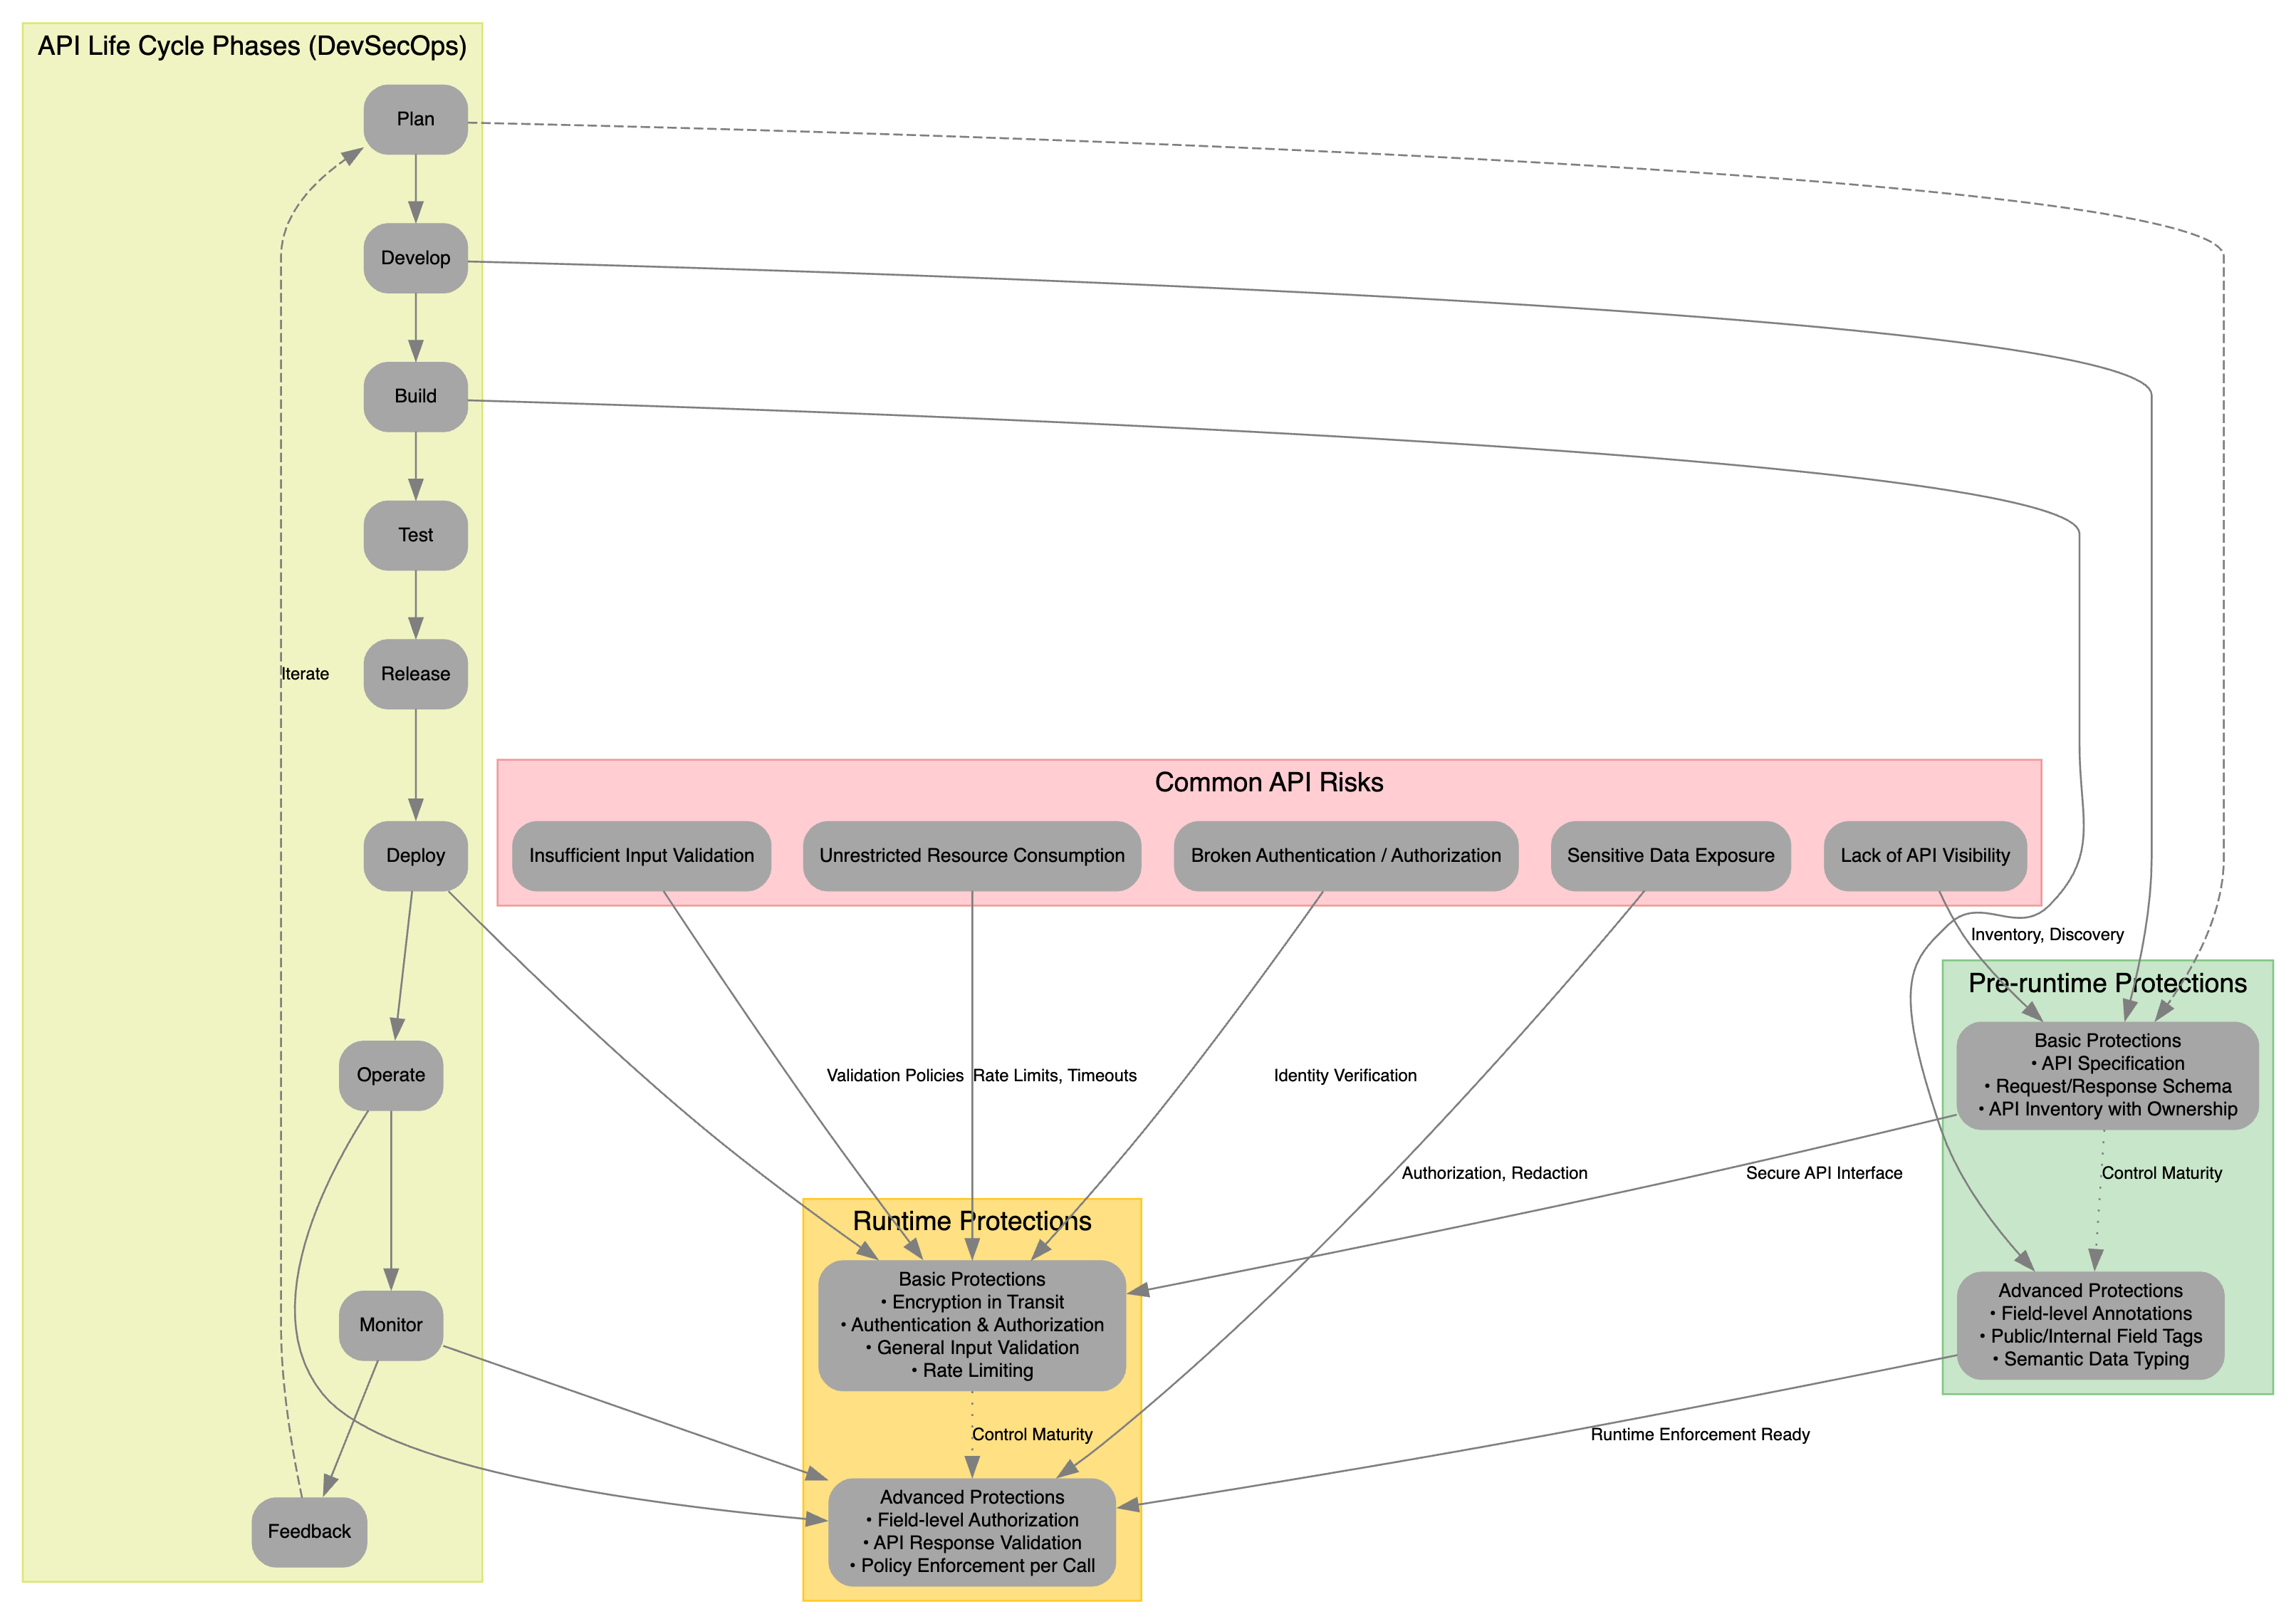 API Life Cycle Phases (DevSecOps)
Plan
Develop
Build
Test
Release
Iterate
Deploy
Operate
Monitor
Feedback
Common API Risks
Insufficient Input Validation
Unrestricted Resource Consumption
Broken Authentication / Authorization
Sensitive Data Exposure
Lack of API Visibility
Inventory, Discovery
Validation Policies
Rate Limits, Timeouts
Identity Verification
Authorization, Redaction
Secure API Interface
Pre-runtime Protections
Basic Protections
• API Specification
• Request/Response Schema
• API Inventory with Ownership
Control Maturity
Advanced Protections
• Field-level Annotations
• Public/Internal Field Tags
• Semantic Data Typing
Runtime Enforcement Ready
Runtime Protections
Basic Protections
• Encryption in Transit
• Authentication & Authorization
• General Input Validation
• Rate Limiting
Control Maturity
Advanced Protections
• Field-level Authorization
• API Response Validation
• Policy Enforcement per Call